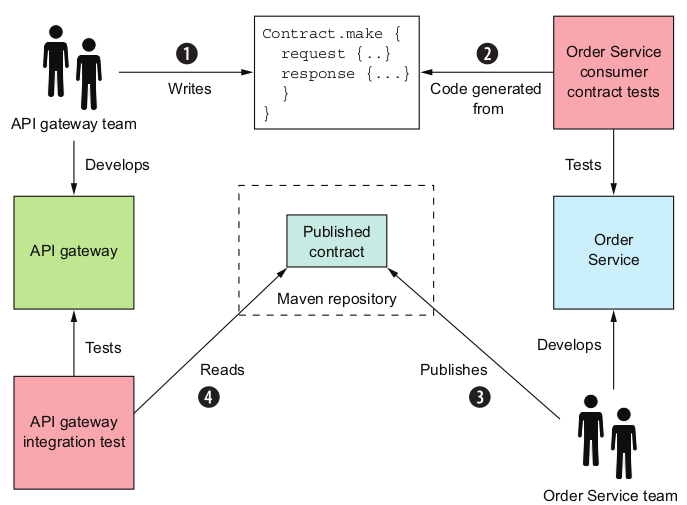 Contract.make {
request {..}
response {...}
}
}
1
Writes
2
Code generated
from
Order Service
consumer
contract tests
API gateway team
Develops
Tests
API gateway
Published
contract
Maven repository
Order
Service
Tests
Reads
4
Publishes
3
Develops
API gateway
integration test
Order Service team